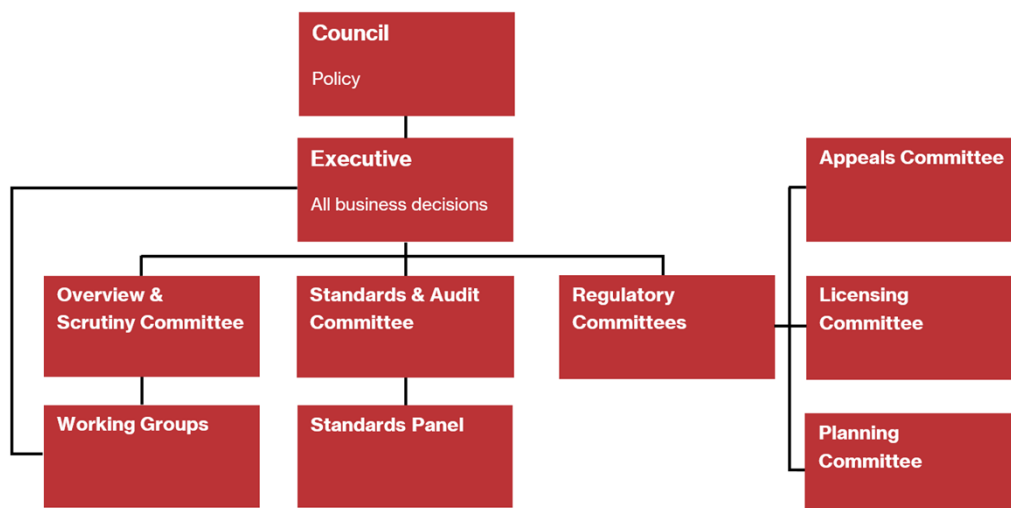 Council
Policy
Executive
All business decisions
Appeals Committee
Overview &
Scrutiny Committee
Standards & Audit
Committee
Regulatory
Committees
Licensing
Committee
Working Groups
Standards Panel
Planning
Committee